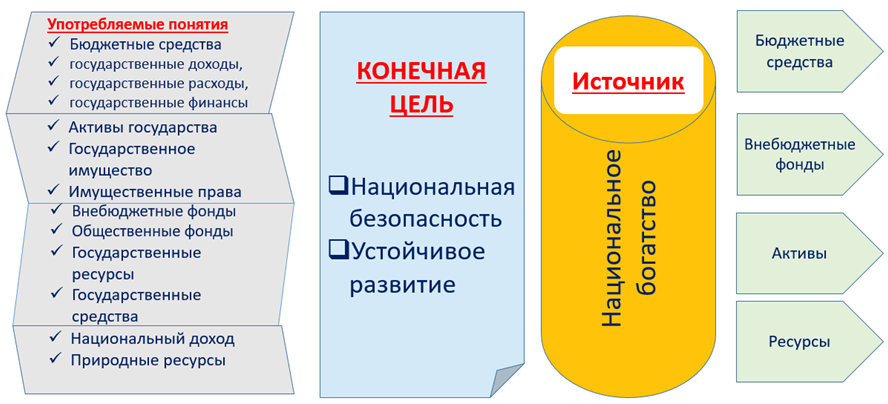 Употребляемые понятия
Бюджетные средства
государственные доходы,
государственные расходы,
государственные финансы
Активы государства
Государственное
имущество
Имущественные права
Внебюджетные фонды
Общественные фонды
Государственные
ресурсы
Государственные
средства
Национальный доход
Природные ресурсы
КОНЕЧНАЯ
ЦЕЛЬ
Национальная
безопасность
Устойчивое
развитие
Источник
Национальное
богатство
Бюджетные
средства
Внебюджетные
фонды
Активы
Ресурсы